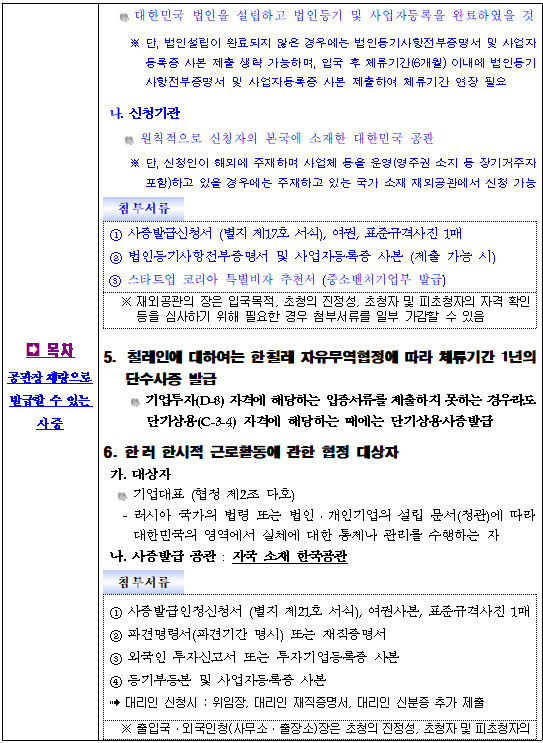 대한민국 법인을 설립하고 법인등기 및 사업자등록을 완료하였을 것
※ 단, 법인설립이 완료되지 않은 경우에는 법인등기사항전부증명서 및 사업자
등록증 사본 제출 생략 가능하며, 입국 후 체류기간(6개월) 이내에 법인등기
사항전부증명서 및 사업자등록증 사본 제출하여 체류기간 연장 필요
나. 신청기관
원칙적으로 신청자의 본국에 소재한 대한민국 공관
※ 단, 신청인이 해외에 주재하며 사업체 등을 운영(영주권 소지 등 장기거주자
포함)하고 있을 경우에는 주재하고 있는 국가 소재 재외공관에서 신청 가능
첨부서류
① 사증발급신청서 (별지 제17호 서식), 여권, 표준규격사진 1매
② 법인등기사항전부증명서 및 사업자등록증 사본 (제출 가능 시)
③ 스타트업 코리아 특별비자 추천서 (중소벤처기업부 발급)
※ 재외공관의 장은 입국목적, 초청의 진정성, 초청자 및 피초청자의 자격 확인
등을 심사하기 위해 필요한 경우 첨부서류를 일부 가감할 수 있음
목차
공관장 재량으로
발급할 수 있는
사증
5. 칠레인에 대하여는 한칠레 자유무역협정에 따라 체류기간 1년의
단수사증 발급
기업투자(D-8) 자격에 해당하는 입증서류를 제출하지 못하는 경우라도
단기상용(C-3-4) 자격에 해당하는 때에는 단기상용사증발급
6. 한러 한시적 근로활동에 관한 협정 대상자
가. 대상자
기업대표 (협정 제2조 다호)
- 러시아 국가의 법령 또는 법인·개인기업의 설립 문서(정관)에 따라
대한민국의 영역에서 실체에 대한 통제나 관리를 수행하는 자
나. 사증발급 공관 : 자국 소재 한국공관
첨부서류
① 사증발급인정신청서 (별지 제21호 서식), 여권사본, 표준규격사진 1매
② 파견명령서(파견기간 명시) 또는 재직증명서
③ 외국인 투자신고서 또는 투자기업등록증 사본
④ 등기부등본 및 사업자등록증 사본
➟ 대리인 신청시 : 위임장, 대리인 재직증명서, 대리인 신분증 추가 제출
※ 출입국·외국인청(사무소·출장소)장은 초청의 진정성, 초청자 및 피초청자의